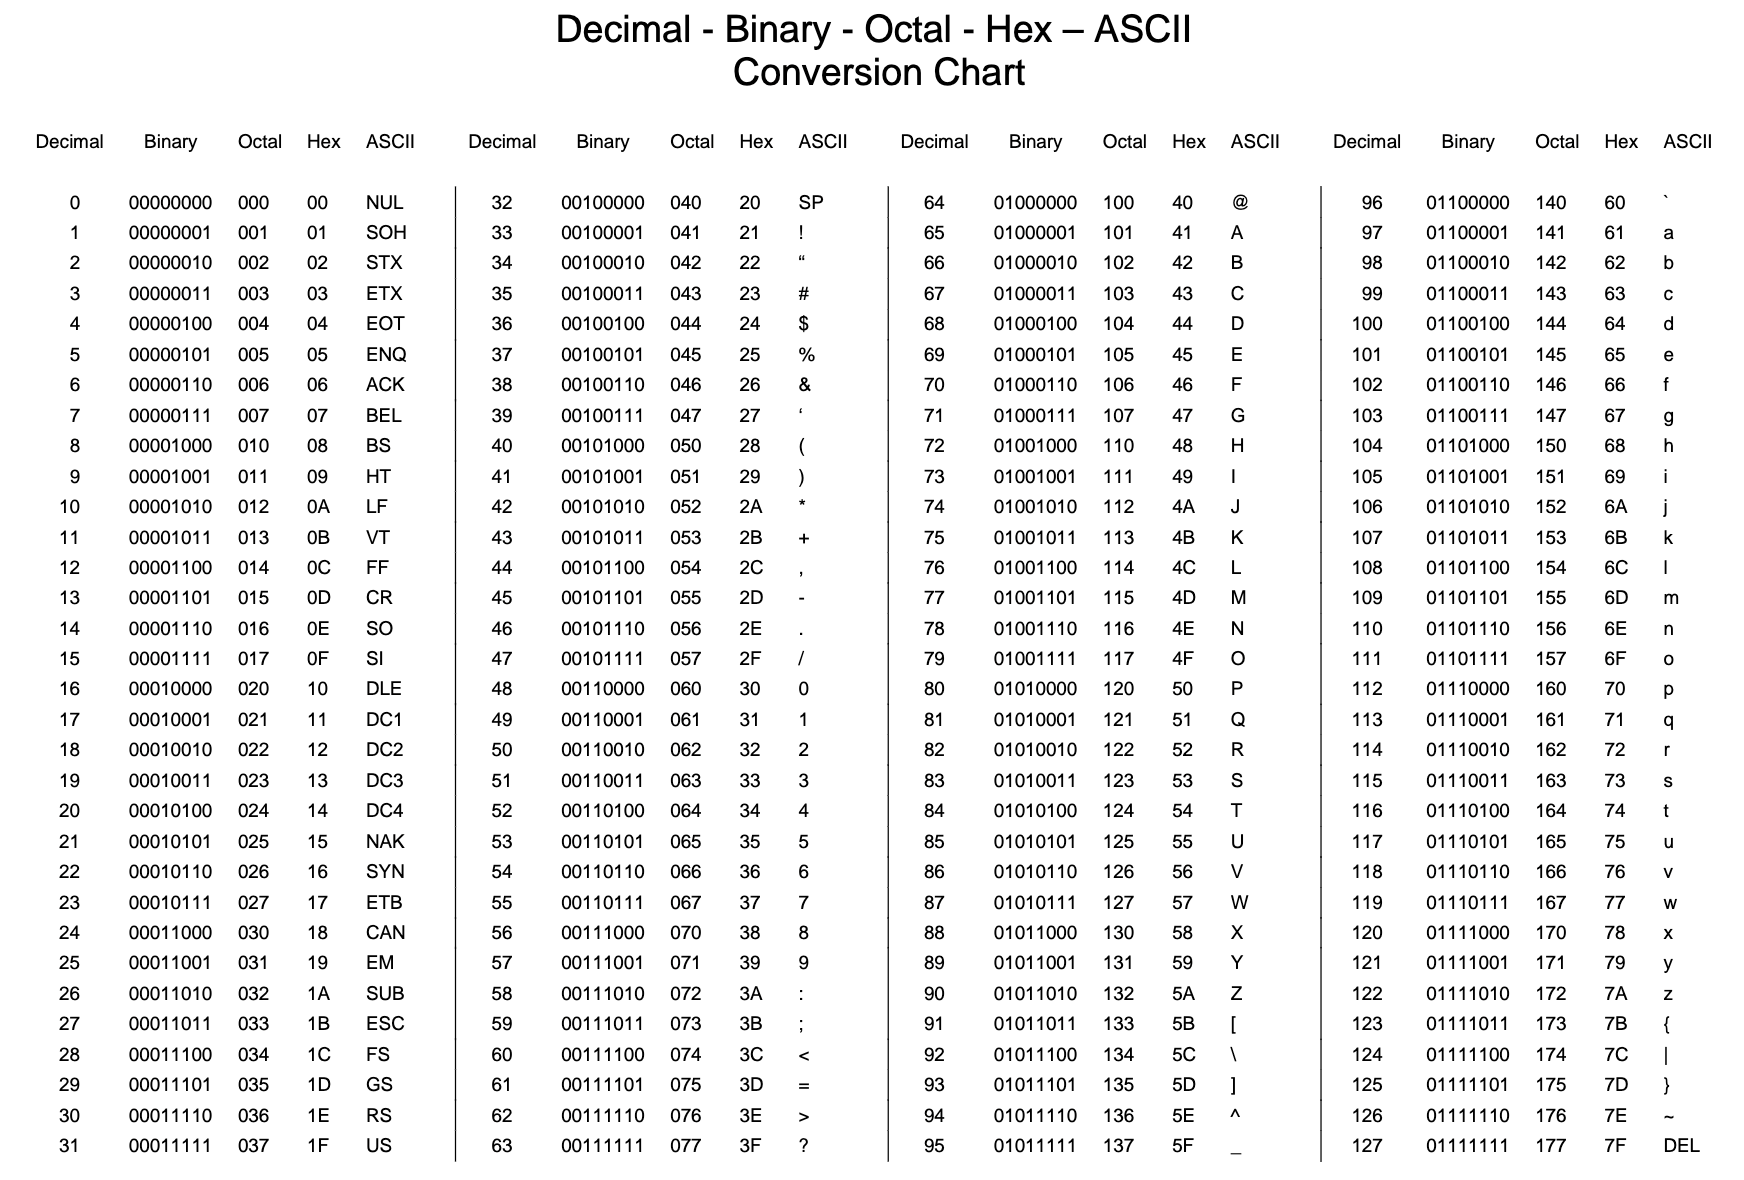 Decimal - Binary - Octal - Hex – ASCII
Conversion Chart
Decimal Binary Octal Hex ASCII Decimal Binary Octal Hex ASCII Decimal Binary Octal Hex ASCII Decimal Binary Octal Hex ASCII
0 00000000 000 00 NUL 32 00100000 040 20 SP 64 01000000 100 40 @ 96 01100000 140 60 `
1 00000001 001 01 SOH 33 00100001 041 21 ! 65 01000001 101 41 A 97 01100001 141 61 a
2 00000010 002 02 STX 34 00100010 042 22 “ 66 01000010 102 42 B 98 01100010 142 62 b
3 00000011 003 03 ETX 35 00100011 043 23 # 67 01000011 103 43 C 99 01100011 143 63 c
4 00000100 004 04 EOT 36 00100100 044 24 $ 68 01000100 104 44 D 100 01100100 144 64 d
5 00000101 005 05 ENQ 37 00100101 045 25 % 69 01000101 105 45 E 101 01100101 145 65 e
6 00000110 006 06 ACK 38 00100110 046 26 & 70 01000110 106 46 F 102 01100110 146 66 f
7 00000111 007 07 BEL 39 00100111 047 27 ‘ 71 01000111 107 47 G 103 01100111 147 67 g
8 00001000 010 08 BS 40 00101000 050 28 ( 72 01001000 110 48 H 104 01101000 150 68 h
9 00001001 011 09 HT 41 00101001 051 29 ) 73 01001001 111 49 I 105 01101001 151 69 i
10 00001010 012 0A LF 42 00101010 052 2A * 74 01001010 112 4A J 106 01101010 152 6A j
11 00001011 013 0B VT 43 00101011 053 2B + 75 01001011 113 4B K 107 01101011 153 6B k
12 00001100 014 0C FF 44 00101100 054 2C , 76 01001100 114 4C L 108 01101100 154 6C l
13 00001101 015 0D CR 45 00101101 055 2D - 77 01001101 115 4D M 109 01101101 155 6D m
14 00001110 016 0E SO 46 00101110 056 2E . 78 01001110 116 4E N 110 01101110 156 6E n
15 00001111 017 0F SI 47 00101111 057 2F / 79 01001111 117 4F O 111 01101111 157 6F o
16 00010000 020 10 DLE 48 00110000 060 30 0 80 01010000 120 50 P 112 01110000 160 70 p
17 00010001 021 11 DC1 49 00110001 061 31 1 81 01010001 121 51 Q 113 01110001 161 71 q
18 00010010 022 12 DC2 50 00110010 062 32 2 82 01010010 122 52 R 114 01110010 162 72 r
19 00010011 023 13 DC3 51 00110011 063 33 3 83 01010011 123 53 S 115 01110011 163 73 s
20 00010100 024 14 DC4 52 00110100 064 34 4 84 01010100 124 54 T 116 01110100 164 74 t
21 00010101 025 15 NAK 53 00110101 065 35 5 85 01010101 125 55 U 117 01110101 165 75 u
22 00010110 026 16 SYN 54 00110110 066 36 6 86 01010110 126 56 V 118 01110110 166 76 v
23 00010111 027 17 ETB 55 00110111 067 37 7 87 01010111 127 57 W 119 01110111 167 77 w
24 00011000 030 18 CAN 56 00111000 070 38 8 88 01011000 130 58 X 120 01111000 170 78 x
25 00011001 031 19 EM 57 00111001 071 39 9 89 01011001 131 59 Y 121 01111001 171 79 y
26 00011010 032 1A SUB 58 00111010 072 3A : 90 01011010 132 5A Z 122 01111010 172 7A z
27 00011011 033 1B ESC 59 00111011 073 3B ; 91 01011011 133 5B [ 123 01111011 173 7B {
28 00011100 034 1C FS 60 00111100 074 3C < 92 01011100 134 5C \ 124 01111100 174 7C |
29 00011101 035 1D GS 61 00111101 075 3D = 93 01011101 135 5D ] 125 01111101 175 7D }
30 00011110 036 1E RS 62 00111110 076 3E > 94 01011110 136 5E ^ 126 01111110 176 7E ~
31 00011111 037 1F US 63 00111111 077 3F ? 95 01011111 137 5F _ 127 01111111 177 7F DEL